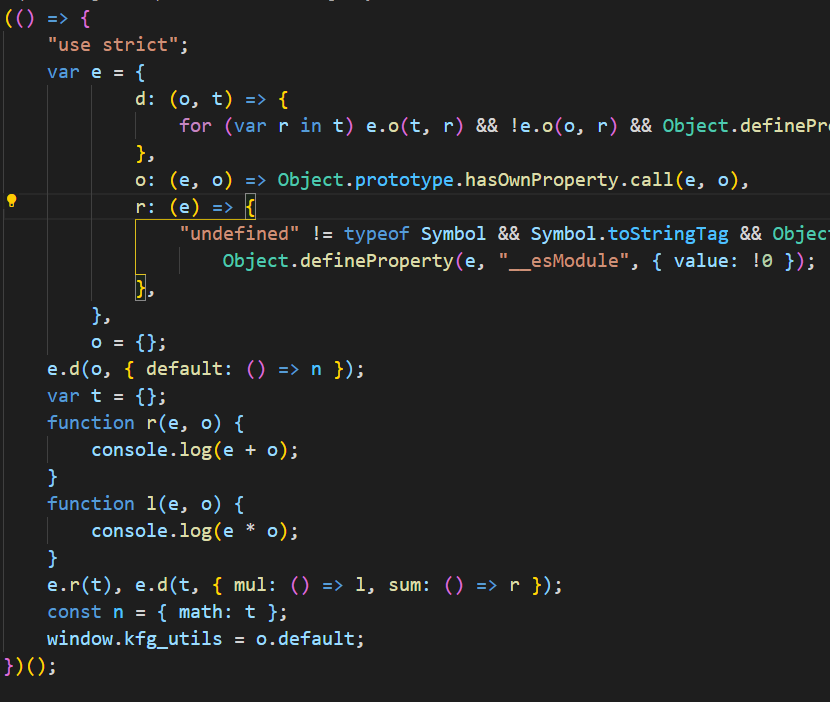 (() => {
"use strict";
var e = {
d: (o, t) => {
for (var r in t) e.o(t, r) && !e.o(o, r) && Object.definePr
},
o: (e, o) => Object.prototype.hasOwnProperty.call(e, o),
r: (e) => {
"undefined" != typeof Symbol && Symbol.toStringTag && Object
Object.defineProperty(e, "__esModule", { value: !0 });
},
},
o = {};
e.d(o, { default: () => n });
var t = {};
function r(e, o) {
console.log(e + o);
}
function l(e, o) {
console.log(e * o);
}
e.r(t), e.d(t, { mul: () => l, sum: () => r });
const n = { math: t };
window.kfg_utils = o.default;
})();